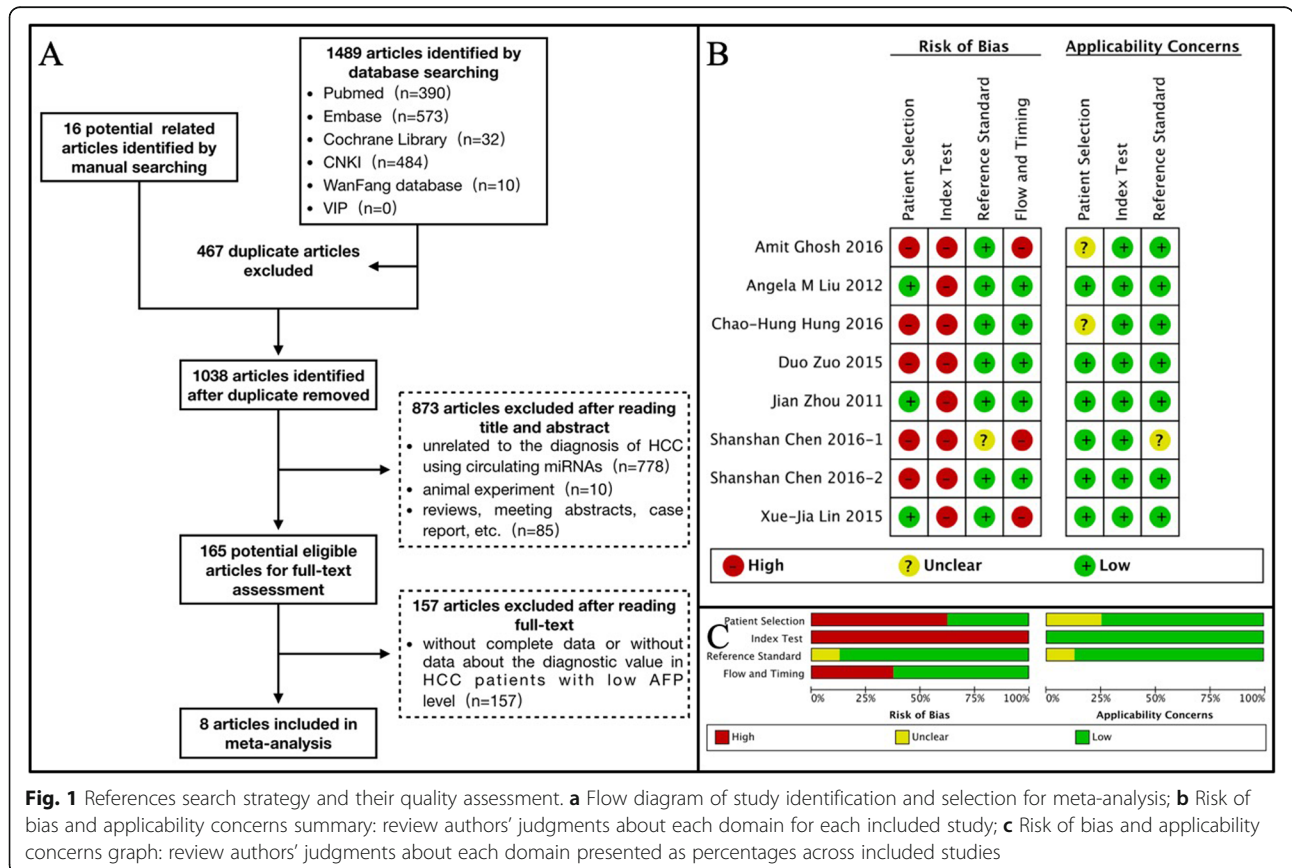 A
1489 articles identified by
database searching
• Pubmed (n=390)
• Embase (n=573)
• Cochrane Library (n=32)
• CNKI (n=484)
• WanFang database (n=10)
• VIP (n=0)
16 potential related
articles identified by
manual searching
467 duplicate articles
excluded
1038 articles identified
after duplicate removed
873 articles excluded after reading
title and abstract
• unrelated to the diagnosis of HCC
using circulating miRNAs (n=778)
• animal experiment (n=10)
• reviews, meeting abstracts, case
report, etc. (n=85)
165 potential eligible
articles for full-text
assessment
157 articles excluded after reading
full-text
• without complete data or without
data about the diagnostic value in
HCC patients with low AFP
level (n=157)
8 articles included in
meta-analysis
B
Risk of Bias
Applicability Concerns
Patient Selection
Index Test
Reference Standard
Flow and Timing
Patient Selection
Index Test
Reference Standard
Amit Ghosh 2016 - - + - ? + +
Angela M Liu 2012 + - + + + + +
Chao-Hung Hung 2016 - - + + ? + +
Duo Zuo 2015 - - + + + + +
Jian Zhou 2011 + - + + + + +
Shanshan Chen 2016-1 - - ? - + + ?
Shanshan Chen 2016-2 - - + + + + +
Xue-Jia Lin 2015 + - + - + + +
- High ? Unclear + Low
C
Patient Selection
Index Test
Reference Standard
Flow and Timing
0% 25% 50% 75% 100% 0% 25% 50% 75% 100%
Risk of Bias Applicability Concerns
High Unclear Low
Fig. 1 References search strategy and their quality assessment. a Flow diagram of study identification and selection for meta-analysis; b Risk of
bias and applicability concerns summary: review authors' judgments about each domain for each included study; c Risk of bias and applicability
concerns graph: review authors' judgments about each domain presented as percentages across included studies